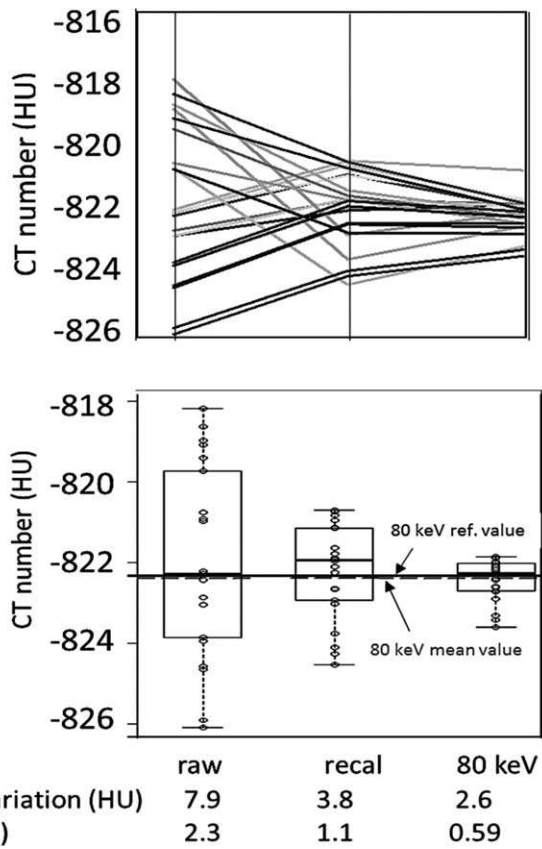 CT number (HU)
-816
-818
-820
-822
-824
-826
CT number (HU)
-818
-820
-822
-824
-826
80 keV ref. value
80 keV mean value
raw recal 80 keV
ariation (HU) 7.9 3.8 2.6
) 2.3 1.1 0.59